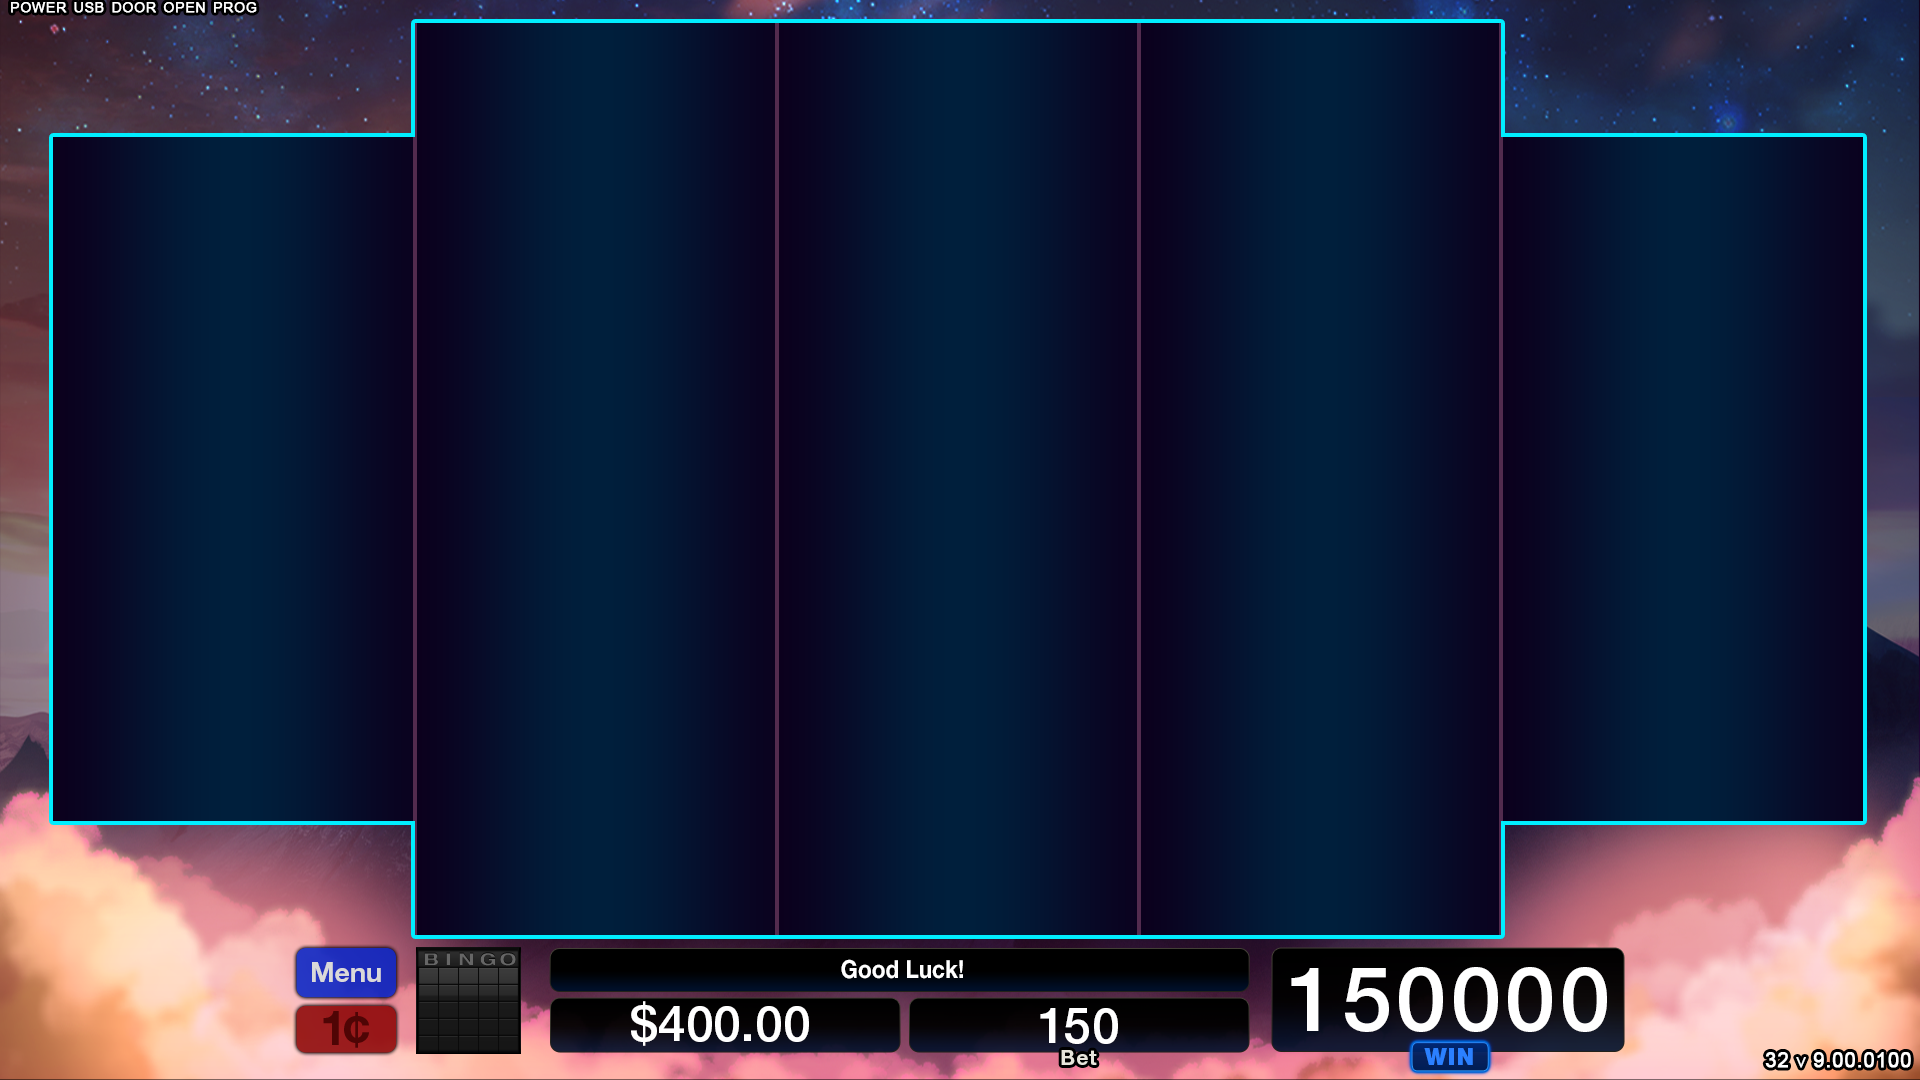 POWER USB DOOR OPEN PROG
Menu
1¢
BINGO
Good Luck!
$400.00
150
Bet
150000
WIN
32 v 9.00.0100